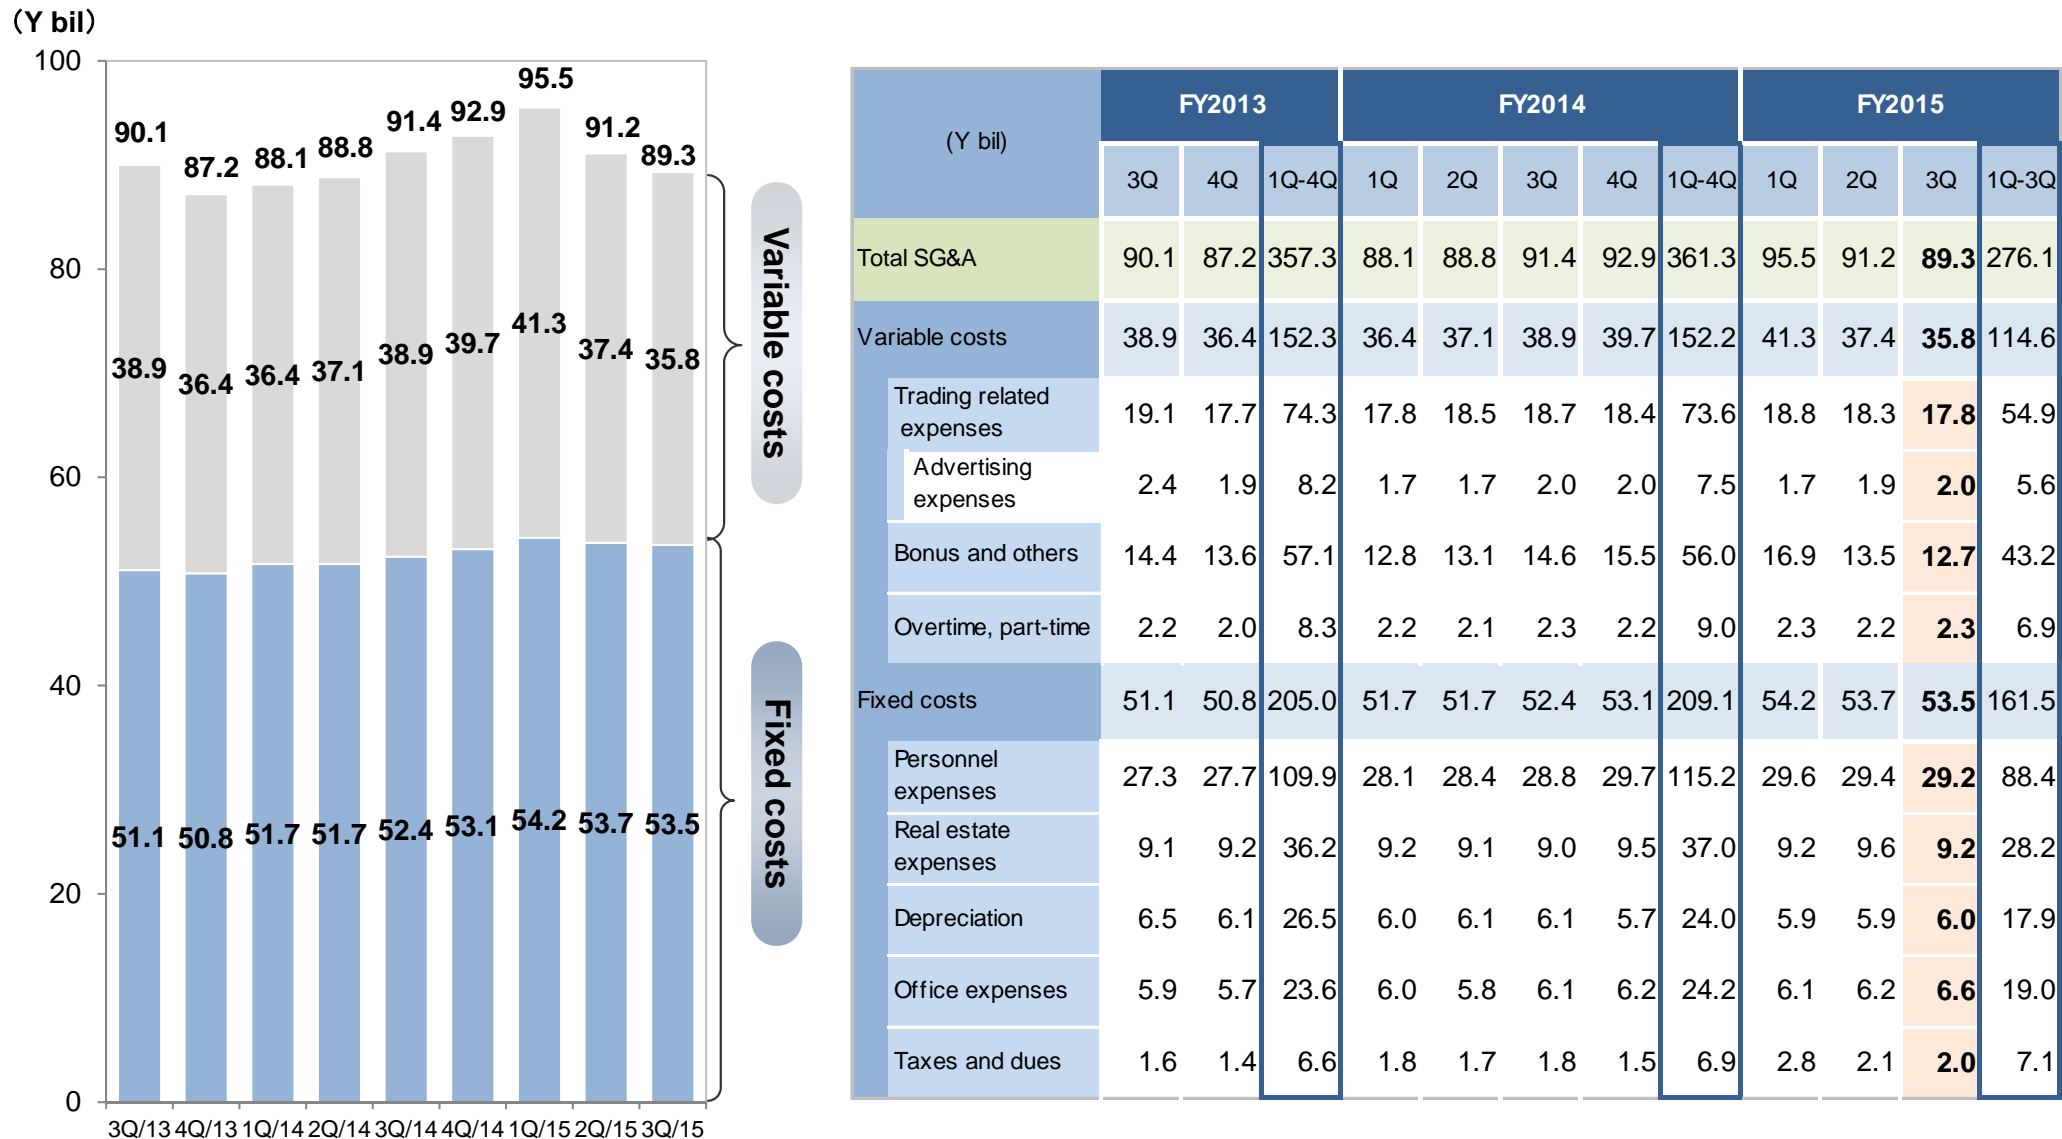 (Y bil)
100
80
60
40
20
0
90.1
87.2
88.1
88.8
91.4
92.9
95.5
91.2
89.3
38.9
36.4
36.4
37.1
38.9
39.7
41.3
37.4
35.8
51.1
50.8
51.7
51.7
52.4
53.1
54.2
53.7
53.5
3Q/13 4Q/13 1Q/14 2Q/14 3Q/14 4Q/14 1Q/15 2Q/15 3Q/15
Variable costs
Fixed costs
(Y bil) FY2013 FY2014 FY2015
3Q 4Q 1Q-4Q 1Q 2Q 3Q 4Q 1Q-4Q 1Q 2Q 3Q 1Q-3Q
Total SG&A 90.1 87.2 357.3 88.1 88.8 91.4 92.9 361.3 95.5 91.2 89.3 276.1
Variable costs 38.9 36.4 152.3 36.4 37.1 38.9 39.7 152.2 41.3 37.4 35.8 114.6
Trading related
expenses 19.1 17.7 74.3 17.8 18.5 18.7 18.4 73.6 18.8 18.3 17.8 54.9
Advertising
expenses 2.4 1.9 8.2 1.7 1.7 2.0 2.0 7.5 1.7 1.9 2.0 5.6
Bonus and others 14.4 13.6 57.1 12.8 13.1 14.6 15.5 56.0 16.9 13.5 12.7 43.2
Overtime, part-time 2.2 2.0 8.3 2.2 2.1 2.3 2.2 9.0 2.3 2.2 2.3 6.9
Fixed costs 51.1 50.8 205.0 51.7 51.7 52.4 53.1 209.1 54.2 53.7 53.5 161.5
Personnel
expenses 27.3 27.7 109.9 28.1 28.4 28.8 29.7 115.2 29.6 29.4 29.2 88.4
Real estate
expenses 9.1 9.2 36.2 9.2 9.1 9.0 9.5 37.0 9.2 9.6 9.2 28.2
Depreciation 6.5 6.1 26.5 6.0 6.1 6.1 5.7 24.0 5.9 5.9 6.0 17.9
Office expenses 5.9 5.7 23.6 6.0 5.8 6.1 6.2 24.2 6.1 6.2 6.6 19.0
Taxes and dues 1.6 1.4 6.6 1.8 1.7 1.8 1.5 6.9 2.8 2.1 2.0 7.1